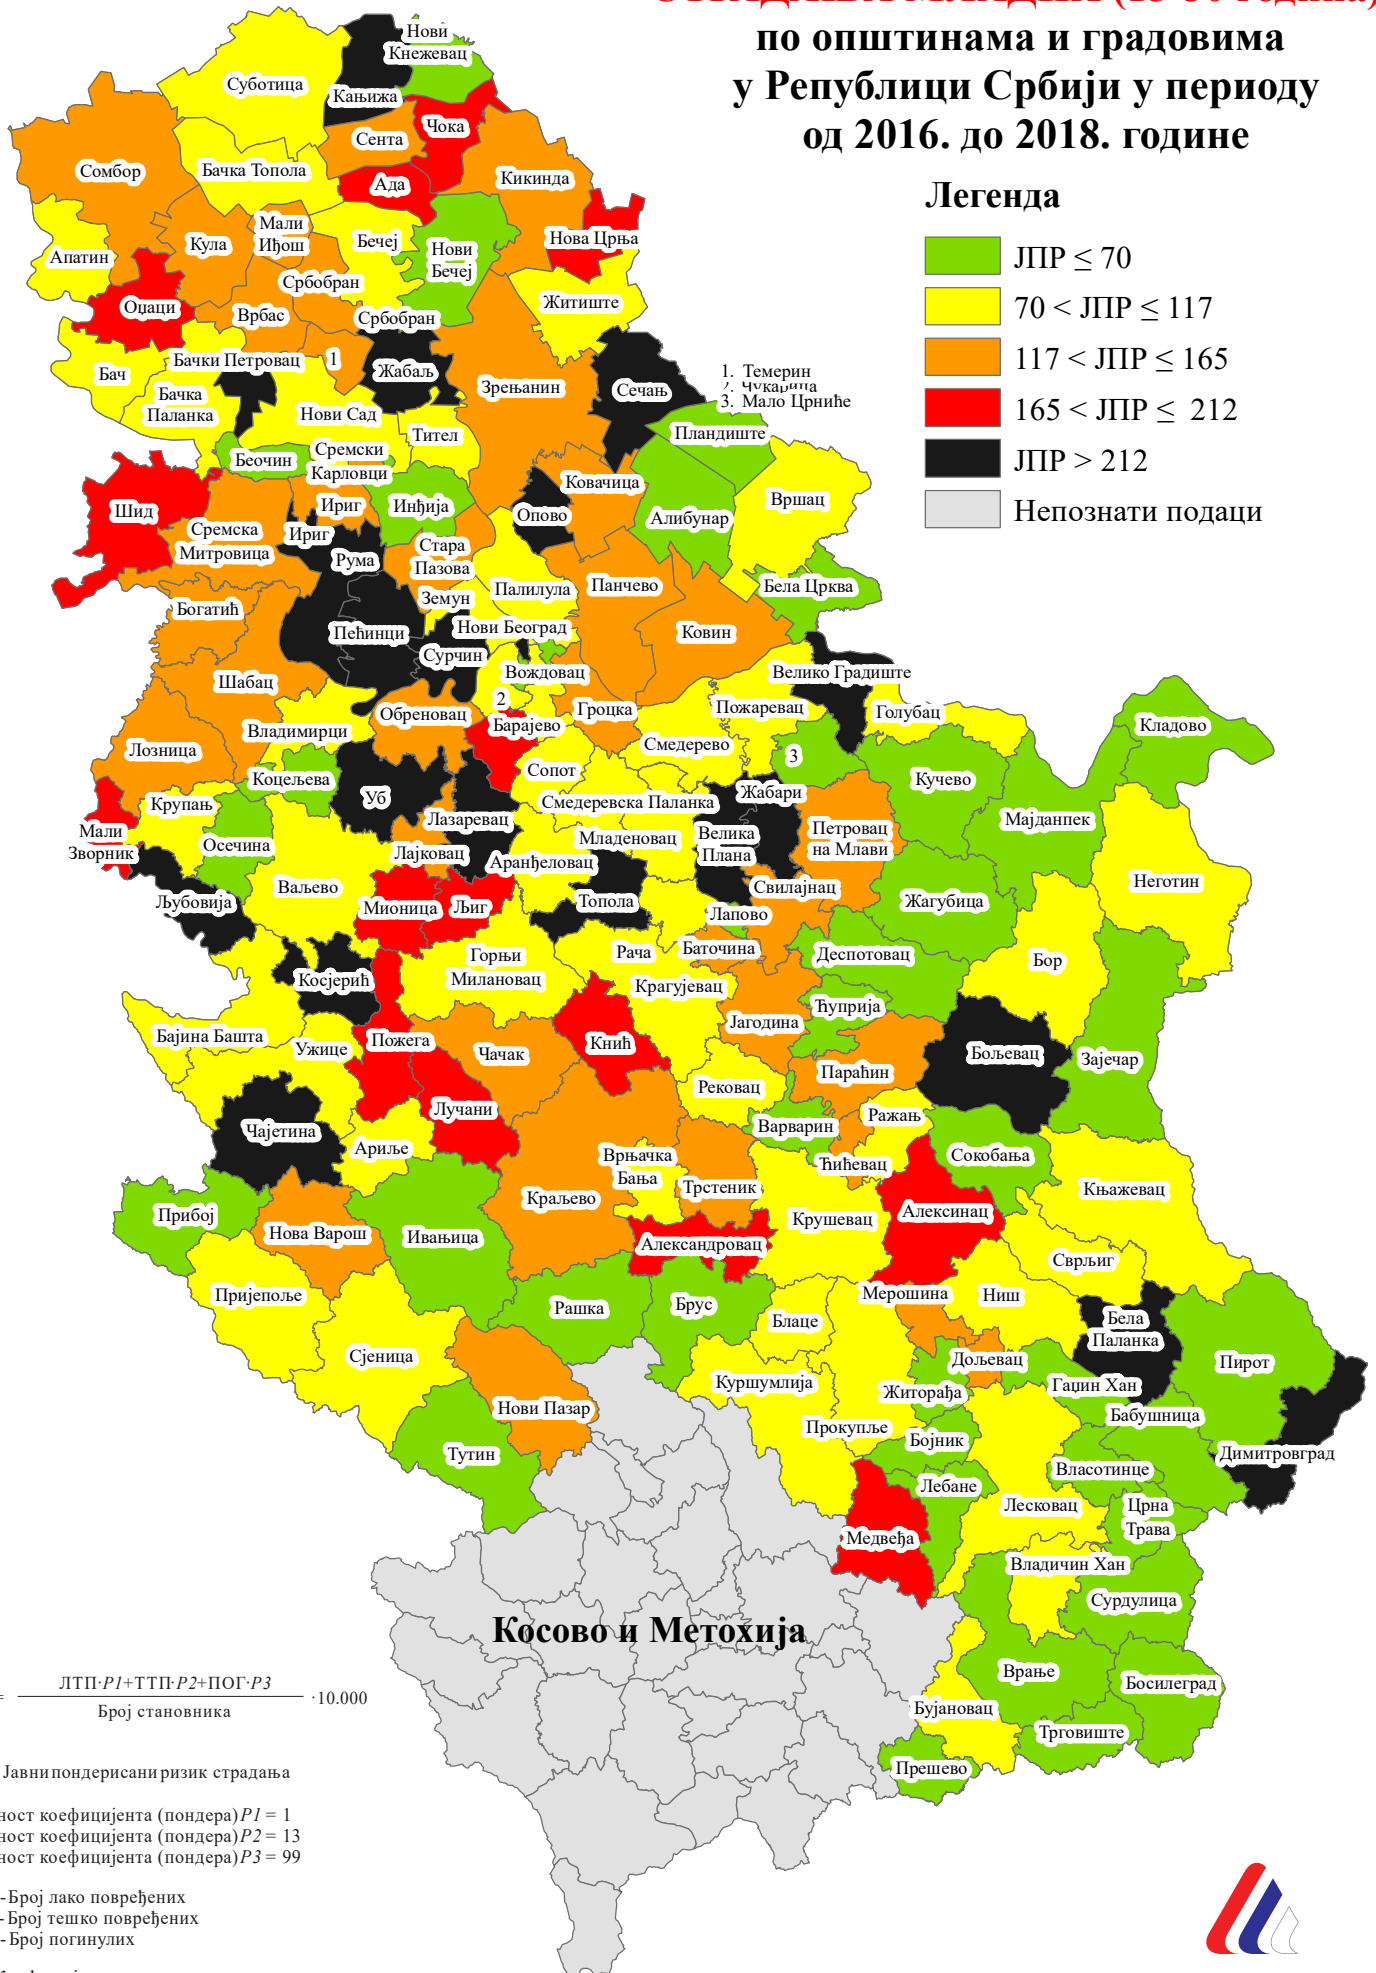 (15-30 година)
по општинама и градовима
у Републици Србији у периоду
од 2016. до 2018. године
Легенда
ЈПР ≤ 70
70 < ЈПР ≤ 117
117 < ЈПР ≤ 165
165 < ЈПР ≤ 212
ЈПР > 212
Непознати подаци
1. Темерин
2. Чукарица
3. Мало Црниће
Нови
Кнежевац
Суботица
Кањижа
Чока
Сента
Сомбор
Бачка Топола
Ада
Кикинда
Мали
Иђош
Кула
Бечеј
Нови
Бечеј
Нова Црња
Апатин
Србобран
Житиште
Оџаци
Врбас
Србобран
Бач
Бачки Петровац
1
Жабаљ
Зрењанин
Сечањ
Бачка
Паланка
Нови Сад
Тител
Пландиште
Беочин
Сремски
Карловци
Ковачица
Вршац
Шид
Ириг
Инђија
Опово
Алибунар
Сремска
Митровица
Ириг
Рума
Стара
Пазова
Земун
Палилула
Панчево
Бела Црква
Богатић
Пећинци
Нови Београд
Ковин
Сурчин
Вождовац
Велико Градиште
Шабац
2
Обреновац
Гроцка
Пожаревац
Голубац
Кладово
Владимирци
Барајево
Смедерево
Лозница
3
Коцељева
Сопот
Кучево
Уб
Жабари
Крупањ
Смедеревска Паланка
Лазаревац
Мајданпек
Мали
Зворник
Осечина
Младеновац
Велика
Плана
Петровац
на Млави
Лајковац
Аранђеловац
Ваљево
Свилајнац
Неготин
Љубовија
Мионица
Љиг
Топола
Лапово
Жагубица
Горњи
Милановац
Рача
Баточина
Деспотовац
Бор
Косјерић
Крагујевац
Ћуприја
Јагодина
Бајина Башта
Ужице
Пожега
Чачак
Кнић
Бољевац
Зајечар
Параћин
Рековац
Лучани
Ражањ
Чајетина
Варварин
Ариље
Врњачка
Бања
Ћићевац
Сокобања
Трстеник
Књажевац
Краљево
Прибој
Нова Варош
Ивањица
Крушевац
Алексинац
Александровац
Сврљиг
Пријепоље
Мерошина
Ниш
Рашка
Брус
Блаце
Бела
Паланка
Сјеница
Дољевац
Пирот
Куршумлија
Житорађа
Гаџин Хан
Нови Пазар
Прокупље
Бабушница
Бојник
Тутин
Димитровград
Власотинце
Лебане
Лесковац
Црна
Трава
Медвеђа
Владичин Хан
Сурдулица
Косово и Метохија
Врање
Босилеград
Бујановац
Трговиште
Прешево
= ЛТП·P1+ТТП·P2+ПОГ·P3 ·10.000
Број становника
Јавни пондерисани ризик страдања
ност коефицијента (пондера) P1 = 1
ност коефицијента (пондера) P2 = 13
ност коефицијента (пондера) P3 = 99
- Број лако повређених
- Број тешко повређених
- Број погинулих